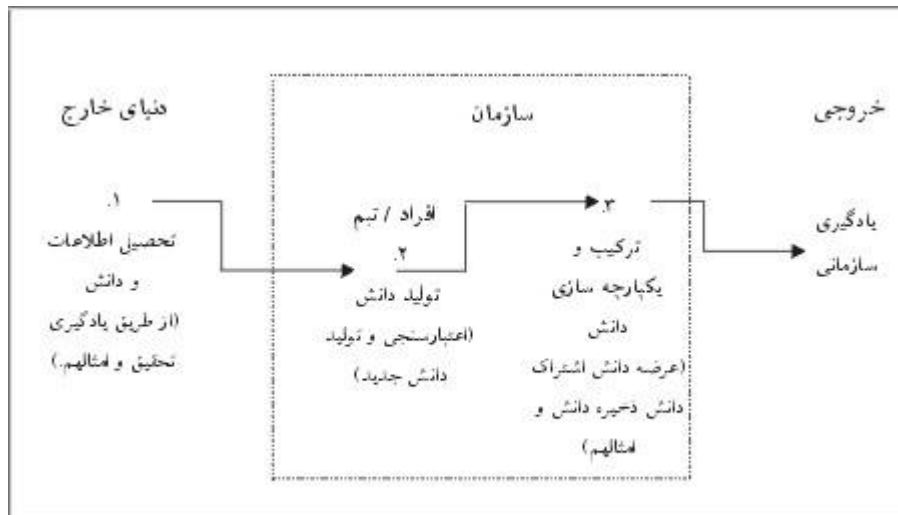 دنیای خارج
سازمان
خروجی
۱.
تحصیل اطلاعات
و دانش
(از طریق یادگیری
تحقیق و امثالهم.)
افراد / تیم
۲.
تولید دانش
(اعتبارسنجی و تولید
دانش جدید)
۳.
ترکیب و
یکپارچه سازی
دانش
(عرضه دانش اشتراک
دانش ذخیره دانش و
امثالهم)
یادگیری
سازمانی